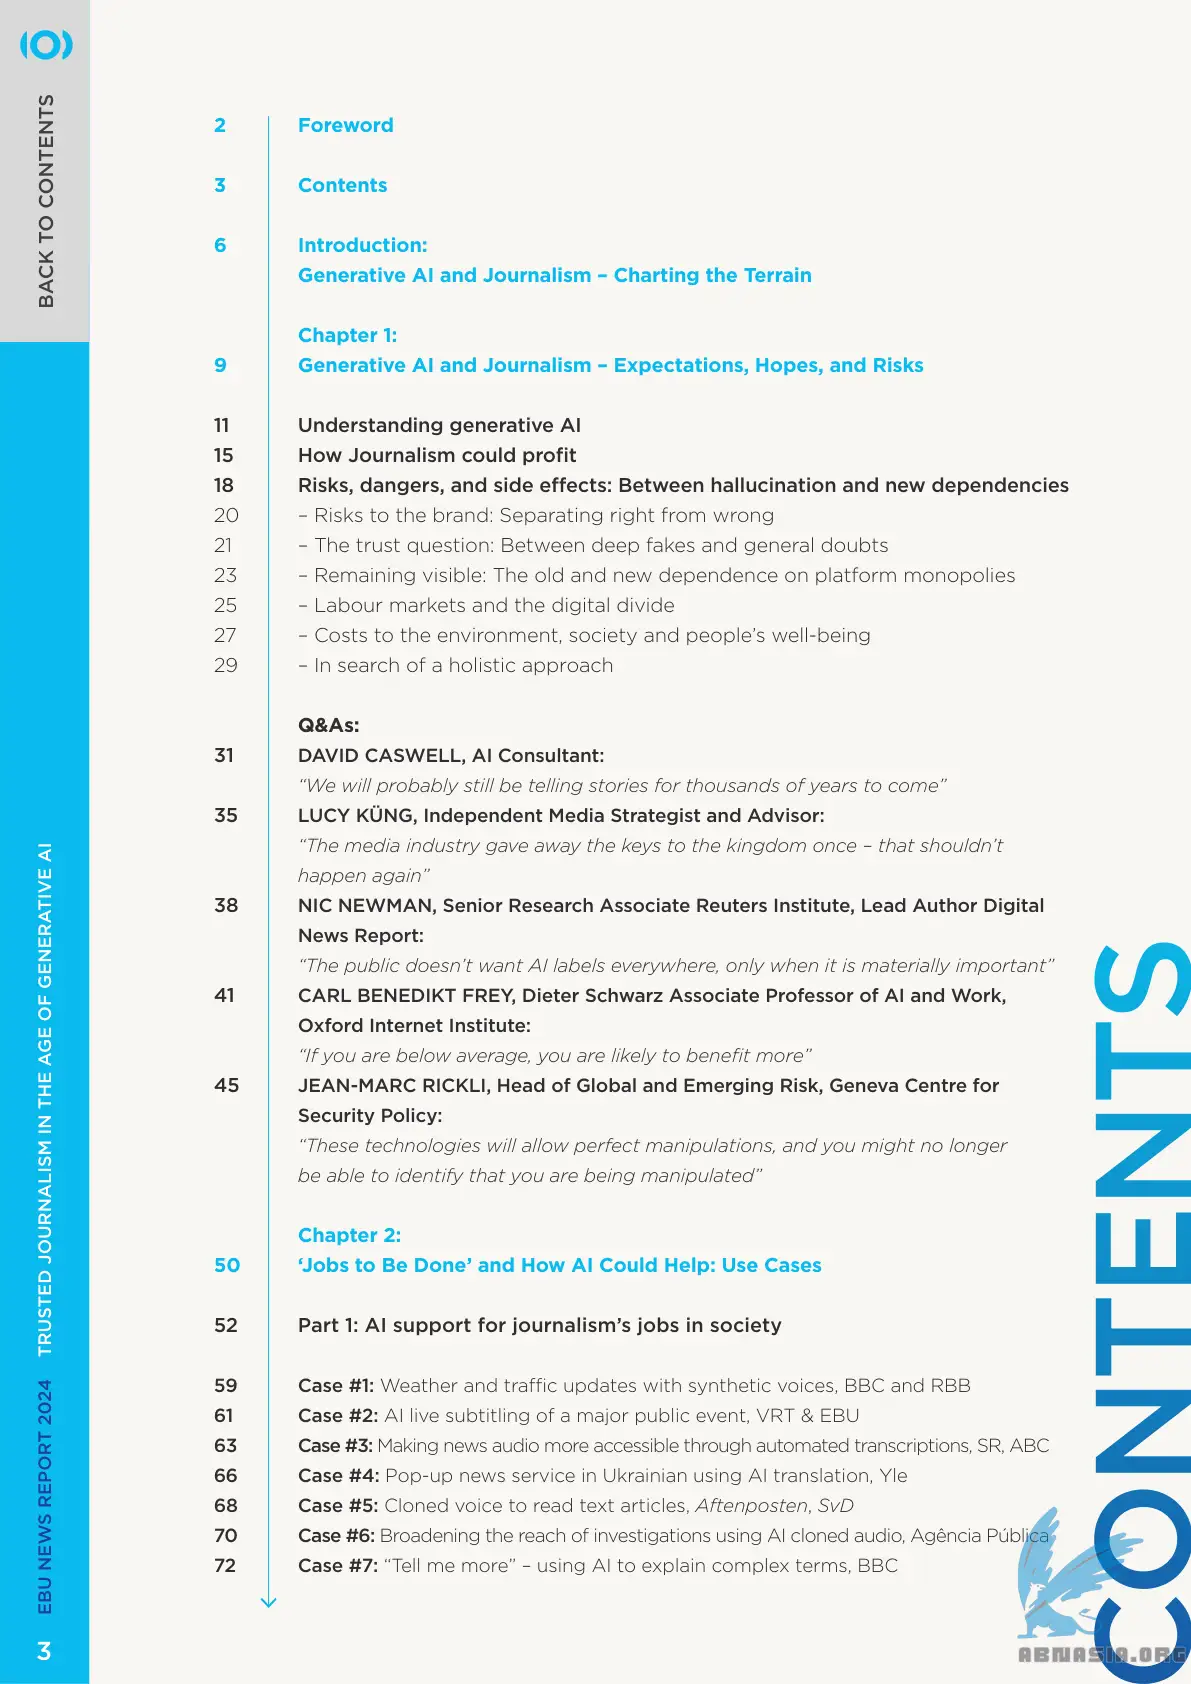 BACK TO CONTENTS
2 Foreword
3 Contents
6 Introduction:
Generative AI and Journalism – Charting the Terrain
Chapter 1:
9 Generative AI and Journalism – Expectations, Hopes, and Risks
11 Understanding generative AI
15 How Journalism could profit
18 Risks, dangers, and side effects: Between hallucination and new dependencies
20 – Risks to the brand: Separating right from wrong
21 – The trust question: Between deep fakes and general doubts
23 – Remaining visible: The old and new dependence on platform monopolies
25 – Labour markets and the digital divide
27 – Costs to the environment, society and people’s well-being
29 – In search of a holistic approach
Q&As:
31 DAVID CASWELL, AI Consultant:
“We will probably still be telling stories for thousands of years to come”
35 LUCY KÜNG, Independent Media Strategist and Advisor:
“The media industry gave away the keys to the kingdom once – that shouldn’t
happen again”
38 NIC NEWMAN, Senior Research Associate Reuters Institute, Lead Author Digital
News Report:
“The public doesn’t want AI labels everywhere, only when it is materially important”
41 CARL BENEDIKT FREY, Dieter Schwarz Associate Professor of AI and Work,
Oxford Internet Institute:
“If you are below average, you are likely to benefit more”
45 JEAN-MARC RICKLI, Head of Global and Emerging Risk, Geneva Centre for
Security Policy:
“These technologies will allow perfect manipulations, and you might no longer
be able to identify that you are being manipulated”
Chapter 2:
50 ‘Jobs to Be Done’ and How AI Could Help: Use Cases
52 Part 1: AI support for journalism’s jobs in society
59 Case #1: Weather and traffic updates with synthetic voices, BBC and RBB
61 Case #2: AI live subtitling of a major public event, VRT & EBU
63 Case #3: Making news audio more accessible through automated transcriptions, SR, ABC
66 Case #4: Pop-up news service in Ukrainian using AI translation, Yle
68 Case #5: Cloned voice to read text articles, Aftenposten, SvD
70 Case #6: Broadening the reach of investigations using AI cloned audio, Agência Pública
72 Case #7: “Tell me more” – using AI to explain complex terms, BBC
EBU NEWS REPORT 2024 TRUSTED JOURNALISM IN THE AGE OF GENERATIVE AI
3
CONTENTS
ABNASIA.ORG